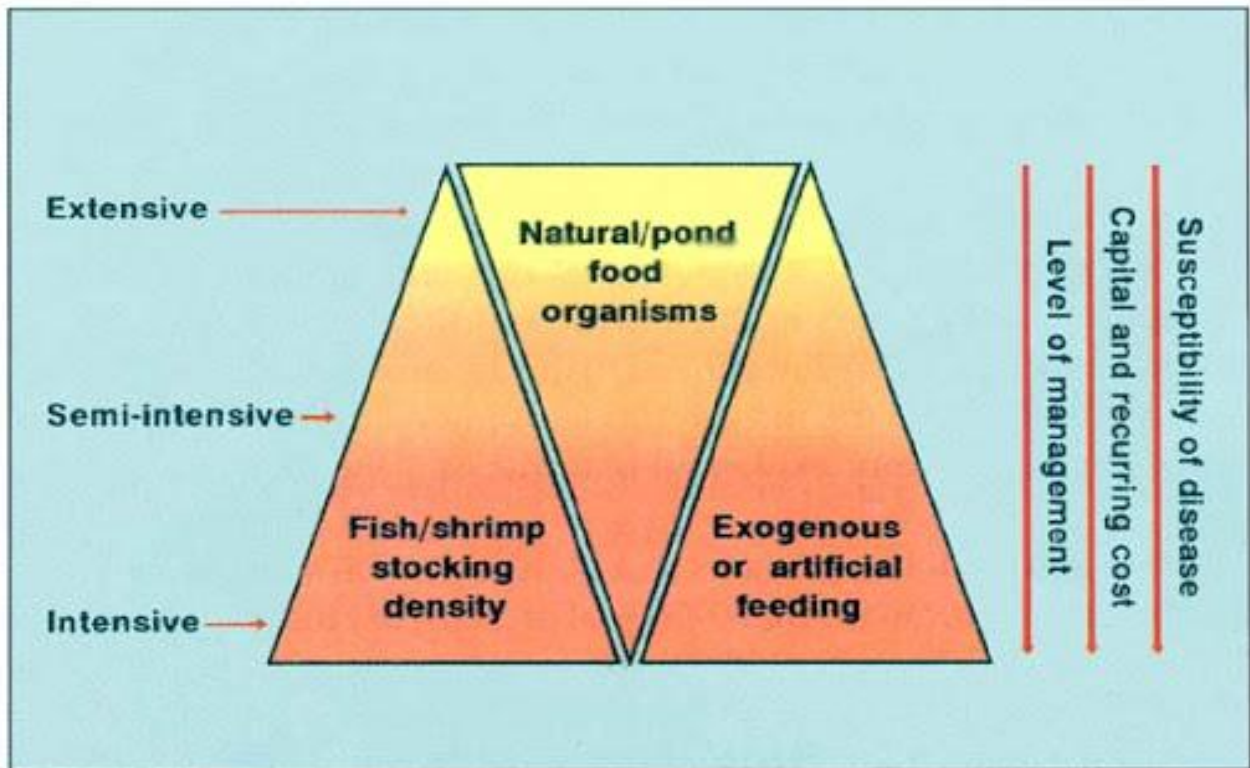 Extensive
Semi-intensive
Intensive
Natural/pond
food
organisms
Fish/shrimp
stocking
density
Exogenous
or artificial
feeding
Level of management
Capital and recurring cost
Susceptibility of disease